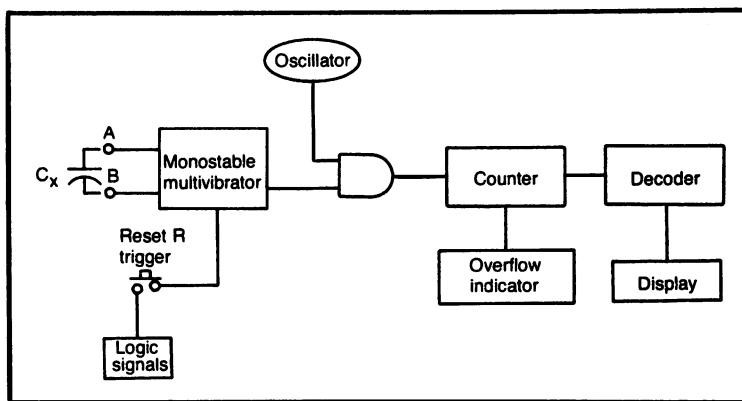 Oscillator
A
Cx
B
Monostable
multivibrator
Counter
Decoder
Reset R
trigger
Overflow
indicator
Display
Logic
signals